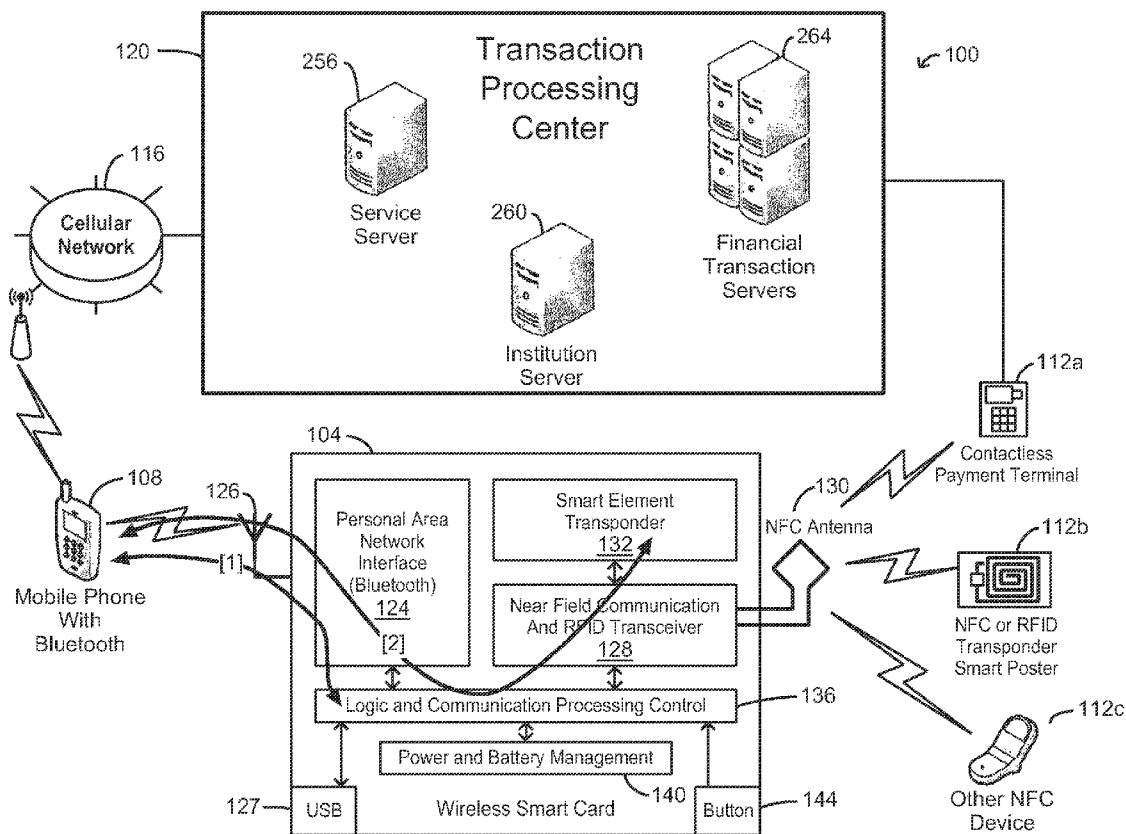 120
256
Transaction
Processing
Center
264
100
116
Cellular
Network
Service
Server
260
Financial
Transaction
Servers
Institution
Server
112a
Contactless
Payment Terminal
104
108
126
Personal Area
Network
Interface
(Bluetooth)
124
Smart Element
Transponder
132
130
NFC Antenna
112b
[1]
Mobile Phone
With
Bluetooth
[2]
Near Field Communication
And RFID Transceiver
128
NFC or RFID
Transponder
Smart Poster
Logic and Communication Processing Control
136
112c
Power and Battery Management
127
USB
Wireless Smart Card
140
Button
144
Other NFC
Device